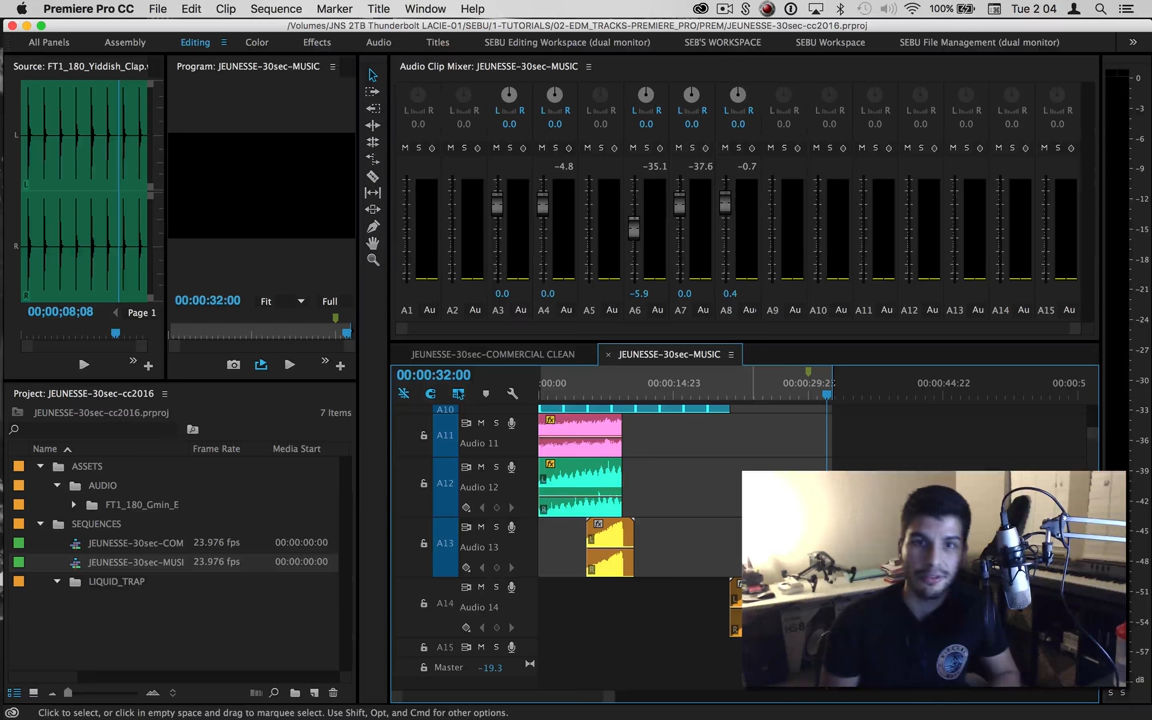 Premiere Pro CC File Edit Clip Sequence Marker Title Window Help 100% Tue 2 04
/Volumes/JNS 2TB Thunderbolt LACIE-01/SEBU/1-TUTORIALS/02-EDM_TRACKS-PREMIERE_PRO/PREM/JEUNESSE-30sec-cc2016.prproj
All Panels Assembly Editing Color Effects Audio Titles SEBU Editing Workspace (dual monitor) SEB'S WORKSPACE SEBU Workspace SEBU File Management (dual monitor)
Source: FT1_180_Yiddish_Clap. Program: JEUNESSE-30sec-MUSIC Audio Clip Mixer: JEUNESSE-30sec-MUSIC
L R L R L R L R L R L R L R L R L R L R L R L R L R L R L R
0.0 0.0 0.0 0.0 0.0 0.0 0.0 0.0 0.0 0.0 0.0 0.0 0.0 0.0 0.0
M S M S M S M S M S M S M S M S M S M S M S M S M S M S M S
-4.8 -35.1 -37.6 -0.7
0.0 0.0 -5.9 0.0 0.4
A1 Au A2 Au A3 Au A4 Au A5 Au A6 Au A7 Au A8 Au A9 Au A10 Au A11 Au A12 Au A13 Au A14 Au A15 Au
0
-3
-6
-9
-12
-15
-18
-21
-24
-27
-30
-33
-36
-39
-42
-45
-48
-51
-54
-57
dB
S S
L
R
00:00:32:00 Fit Full
00;00;08;08 Page 1
Project: JEUNESSE-30sec-cc2016
JEUNESSE-30sec-cc2016.prproj 7 Items
Name Frame Rate Media Start
ASSETS
AUDIO
FT1_180_Gmin_E
SEQUENCES
JEUNESSE-30sec-COM 23.976 fps 00:00:00:00
JEUNESSE-30sec-MUSI 23.976 fps 00:00:00:00
LIQUID_TRAP
JEUNESSE-30sec-COMMERCIAL CLEAN JEUNESSE-30sec-MUSIC
00:00:32:00 :00:00 00:00:14:23 00:00:29:2 00:00:44:22 00:00:5
A10
A11 M S
Audio 11
A12 M S
Audio 12
A13 M S
Audio 13
A14 M S
Audio 14
A15 M S
Master -19.3
Click to select, or click in empty space and drag to marquee select. Use Shift, Opt, and Cmd for other options.